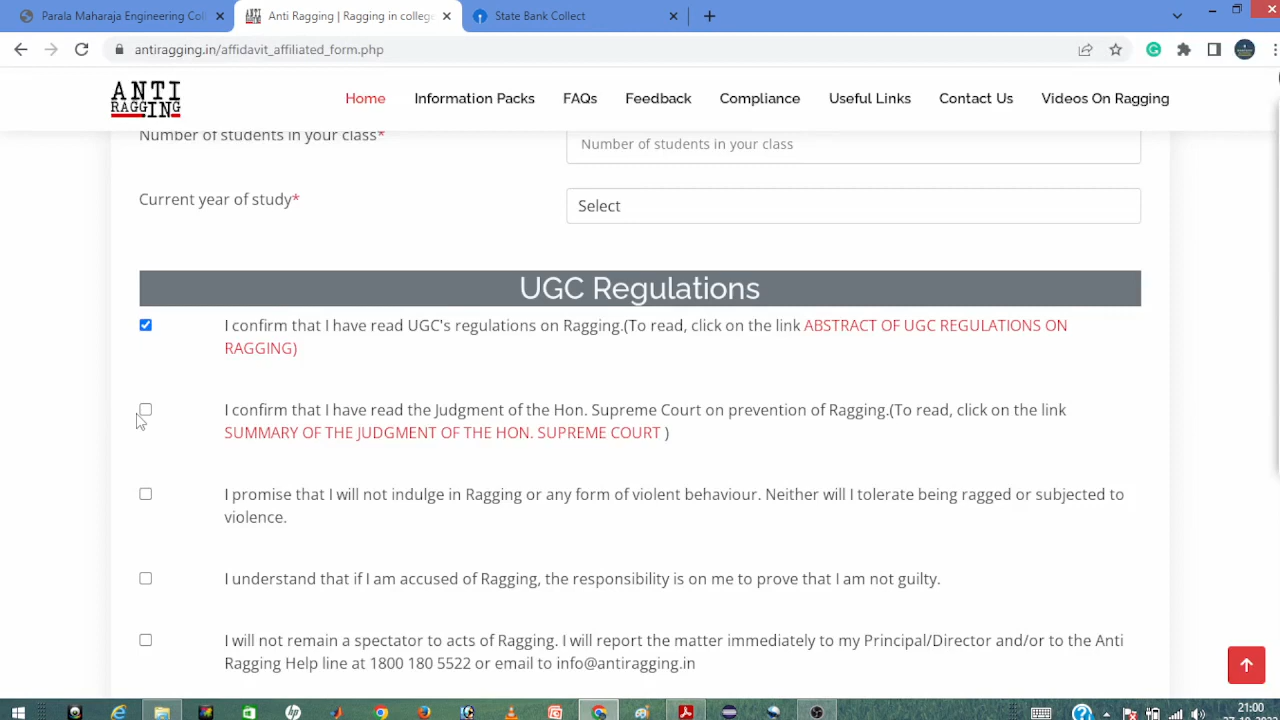 Parala Maharaja Engineering Col
Anti Ragging | Ragging in colleg
State Bank Collect
antiragging.in/affidavit_affiliated_form.php
ANTI
RAGGING
Home
Information Packs
FAQs
Feedback
Compliance
Useful Links
Contact Us
Videos On Ragging
Number of students in your class*
Number of students in your class
Current year of study*
Select
UGC Regulations
I confirm that I have read UGC's regulations on Ragging.(To read, click on the link ABSTRACT OF UGC REGULATIONS ON
RAGGING)
I confirm that I have read the Judgment of the Hon. Supreme Court on prevention of Ragging.(To read, click on the link
SUMMARY OF THE JUDGMENT OF THE HON. SUPREME COURT )
I promise that I will not indulge in Ragging or any form of violent behaviour. Neither will I tolerate being ragged or subjected to
violence.
I understand that if I am accused of Ragging, the responsibility is on me to prove that I am not guilty.
I will not remain a spectator to acts of Ragging. I will report the matter immediately to my Principal/Director and/or to the Anti
Ragging Help line at 1800 180 5522 or email to info@antiragging.in
21:00